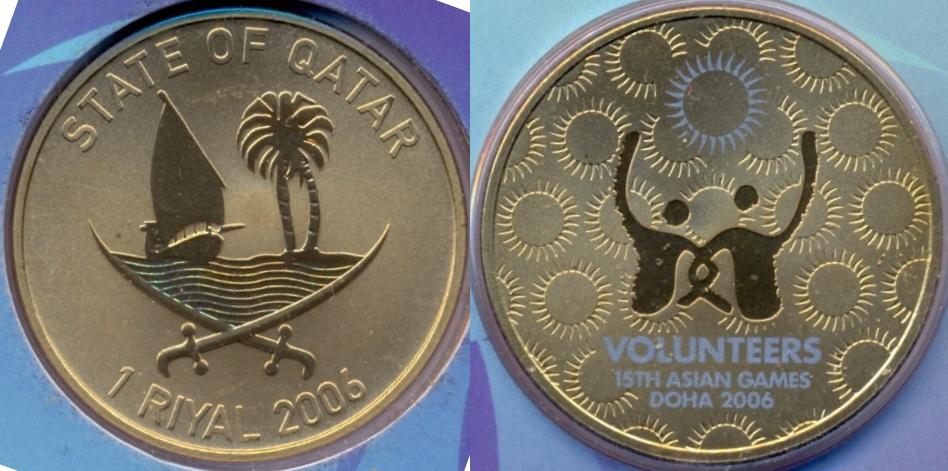 STATE OF QATAR
1 RIYAL 2006
VOLUNTEERS
15TH ASIAN GAMES
DOHA 2006